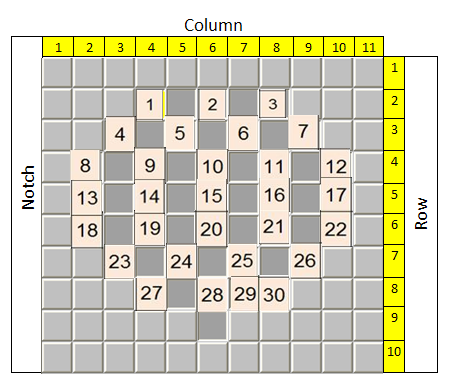 Column
1 2 3 4 5 6 7 8 9 10 11
1
1 2 3 2
4 5 6 7 3
8 9 10 11 12 4
13 14 15 16 17 5
18 19 20 21 22 6
23 24 25 26 7
27 28 29 30 8
9
10
Notch
Row